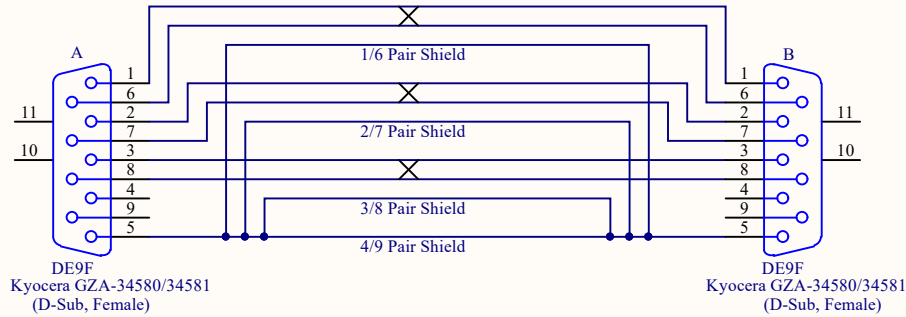 A
B
1/6 Pair Shield
1
1
6
6
11
11
2
2
2/7 Pair Shield
7
7
10
10
3
3
8
8
4
4
3/8 Pair Shield
9
9
5
5
4/9 Pair Shield
DE9F
Kyocera GZA-34580/34581
(D-Sub, Female)
DE9F
Kyocera GZA-34580/34581
(D-Sub, Female)